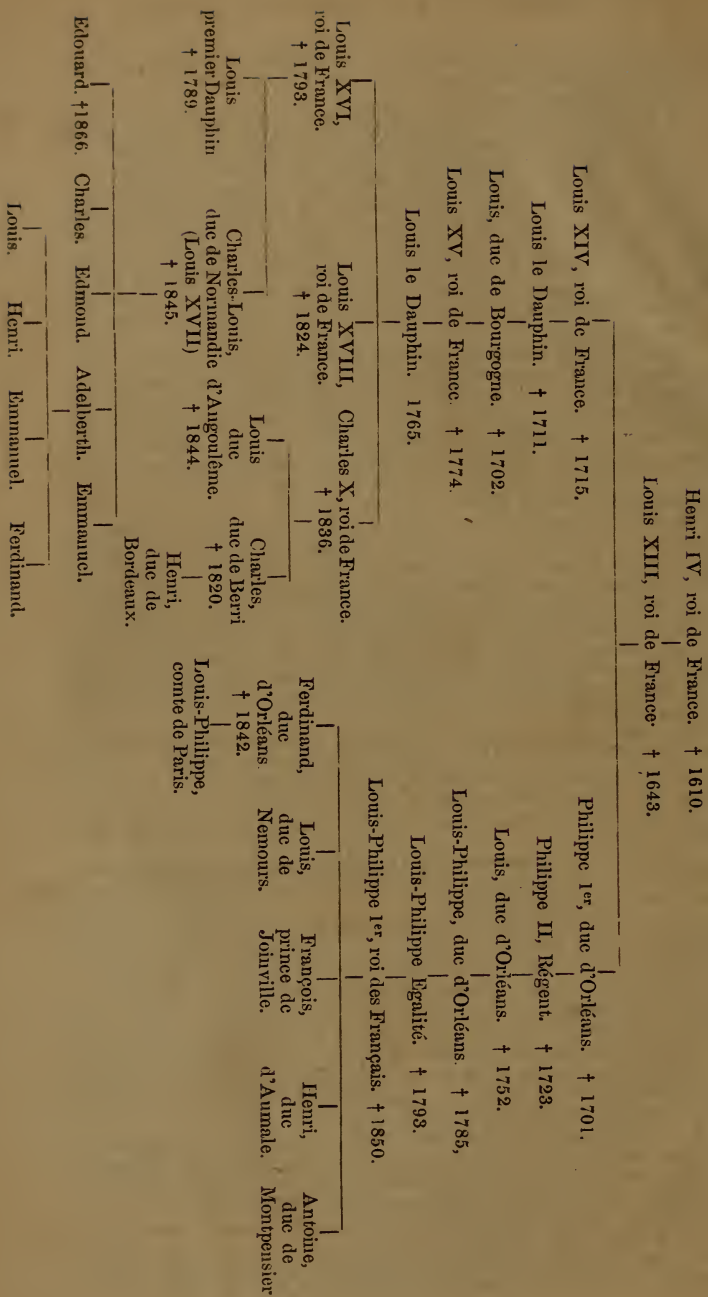 Henri IV, roi de France. † 1610.
Louis XIII, roi de France. † 1643.
Louis XIV, roi de France. † 1715.
Louis le Dauphin. † 1711.
Louis, duc de Bourgogne. † 1702.
Louis XV, roi de France. † 1774.
Louis le Dauphin. 1765.
Louis XVI,
roi de France.
† 1793.
Louis XVIII,
roi de France.
† 1824.
Charles X, roi de France.
† 1836.
Louis
premier Dauphin
† 1789.
Charles-Louis,
duc de Normandie
(Louis XVII)
† 1845.
Louis
duc
d'Angoulême.
† 1844.
Charles,
duc de Berri
† 1820.
Henri,
duc de
Bordeaux.
Edouard. † 1866. Charles. Edmond. Adelberth. Emmanuel.
Louis. Henri. Emmanuel. Ferdinand.
Philippe 1er, duc d'Orléans. † 1701.
Philippe II, Régent. † 1723.
Louis, duc d'Orléans. † 1752.
Louis-Philippe, duc d'Orléans. † 1785,
Louis-Philippe Egalité. † 1793.
Louis-Philippe 1er, roi des Français. † 1850.
Ferdinand,
duc
d'Orléans
† 1842.
Louis-Philippe,
comte de Paris.
Louis,
duc de
Nemours.
François,
prince de
Joinville.
Henri,
duc
d'Aumale.
Antoine,
duc de
Montpensier